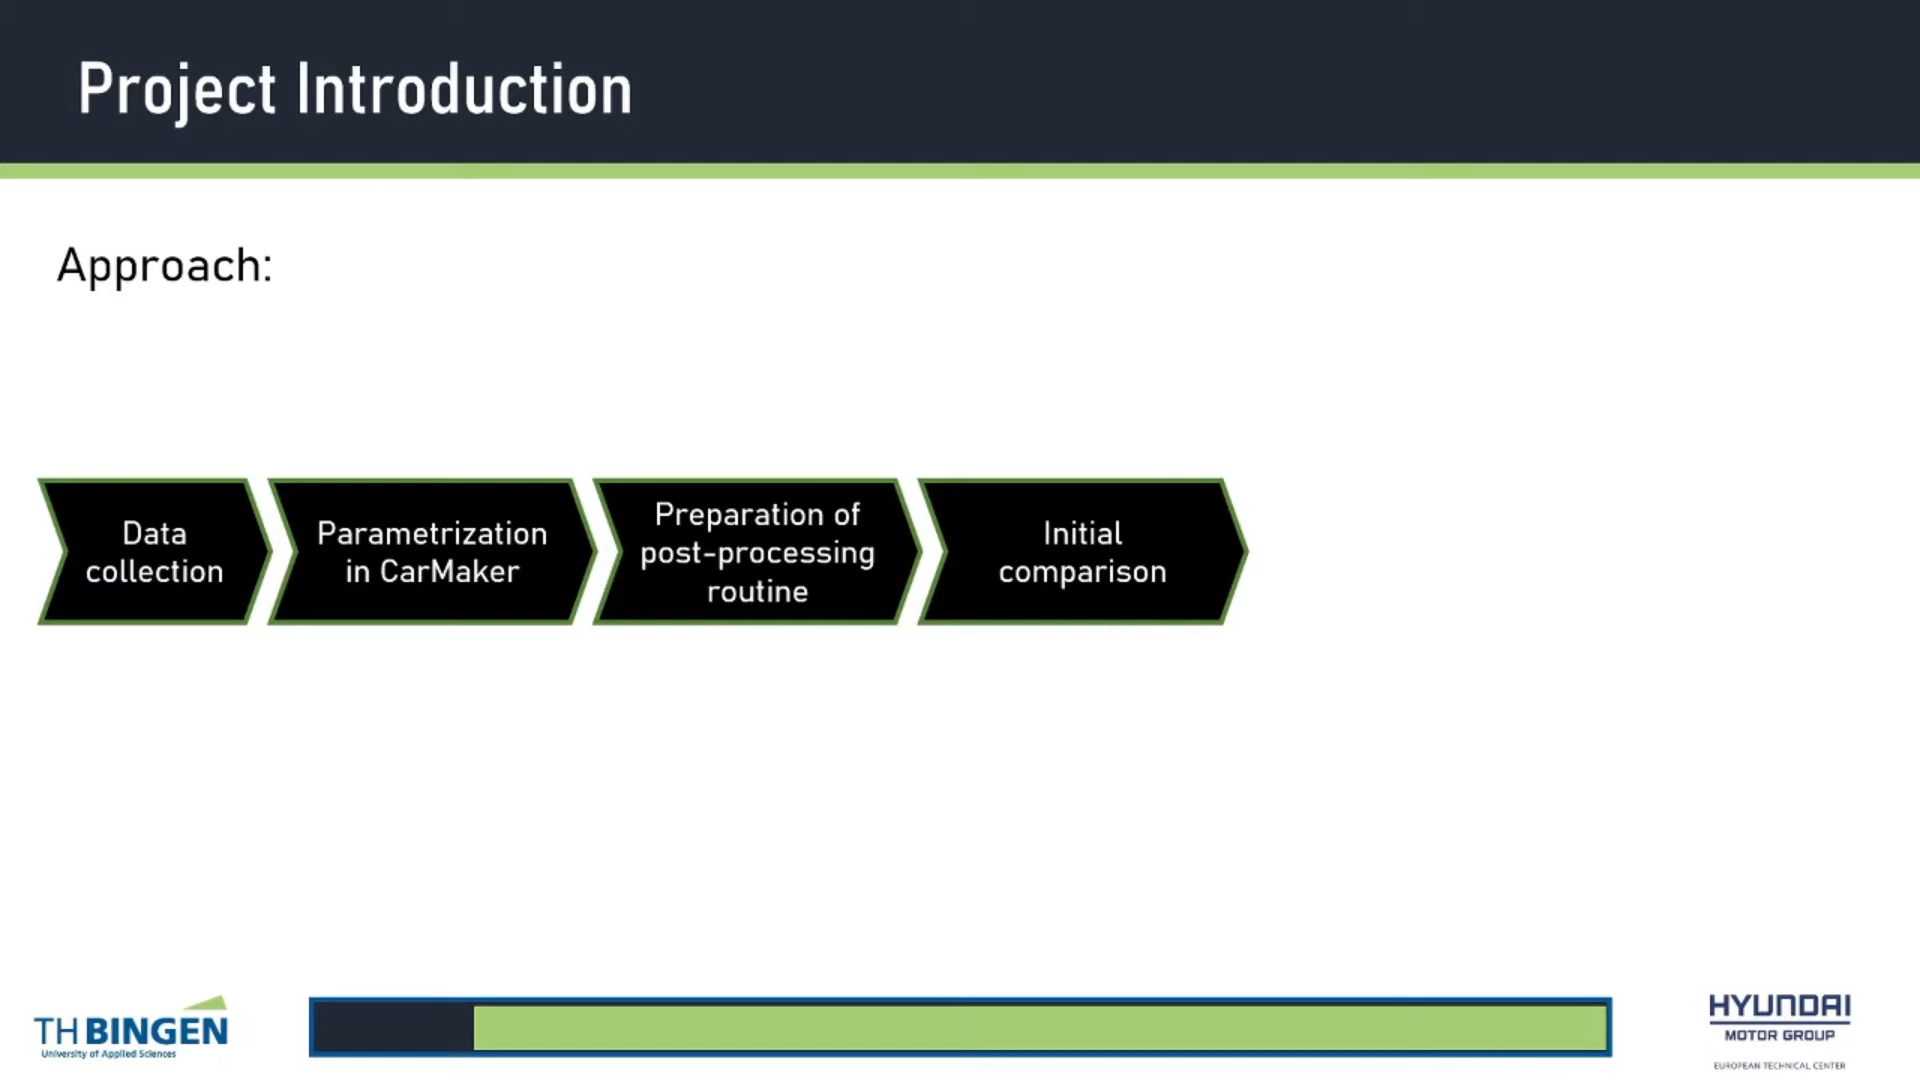 Project Introduction
Approach:
Data
collection
Parametrization
in CarMaker
Preparation of
post-processing
routine
Initial
comparison
TH BINGEN
University of Applied Sciences
HYUNDAI
MOTOR GROUP
EUROPEAN TECHNICAL CENTER